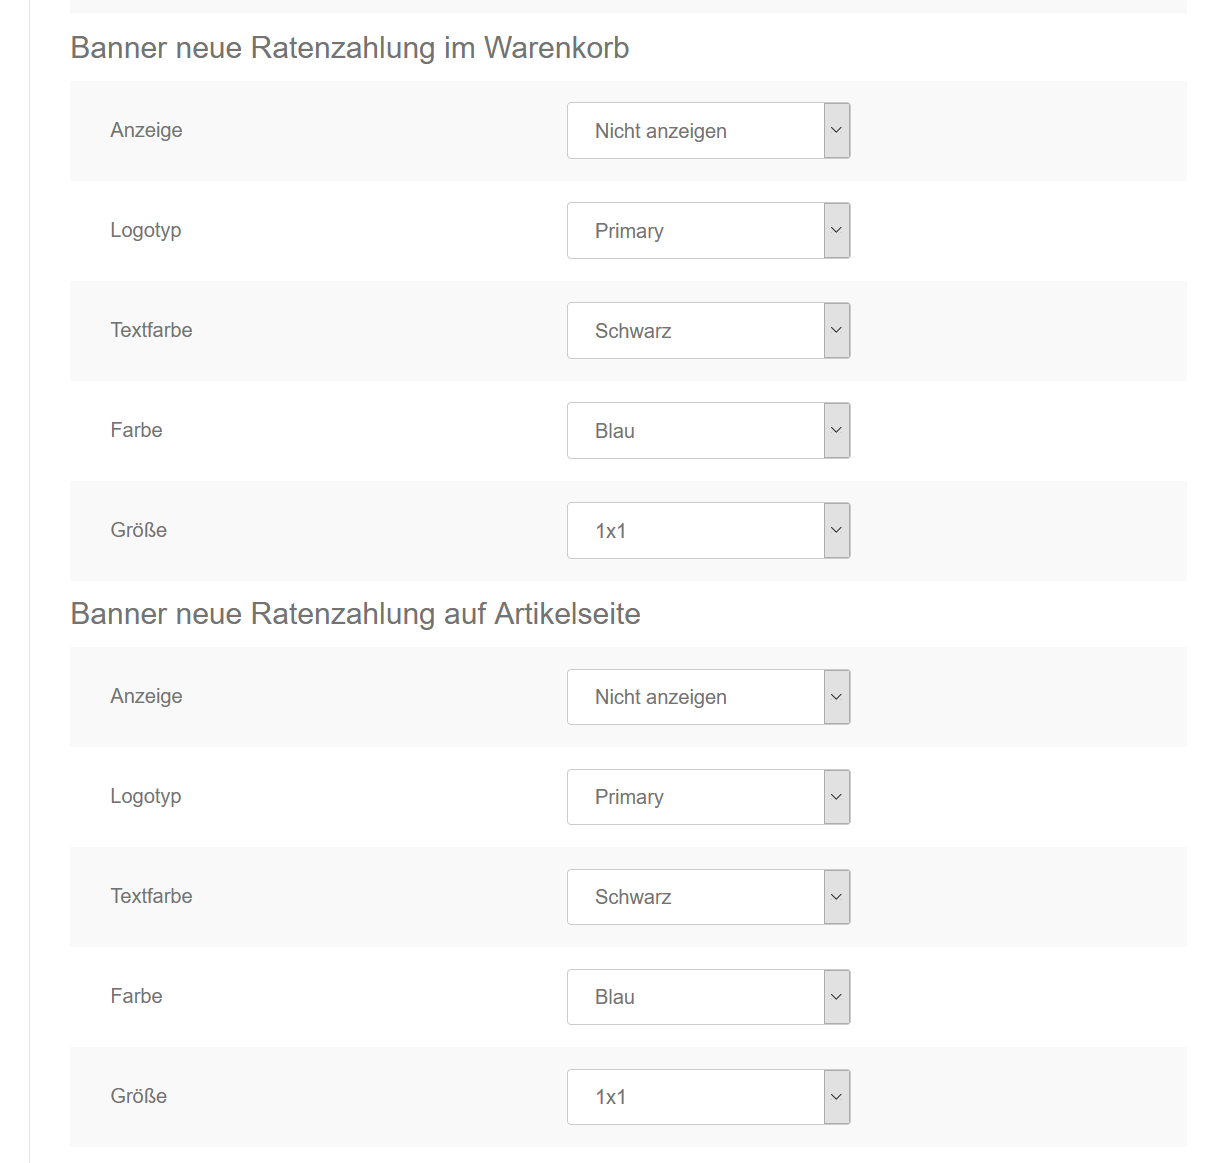 Banner neue Ratenzahlung im Warenkorb
Anzeige Nicht anzeigen
Logotyp Primary
Textfarbe Schwarz
Farbe Blau
Größe 1x1
Banner neue Ratenzahlung auf Artikelseite
Anzeige Nicht anzeigen
Logotyp Primary
Textfarbe Schwarz
Farbe Blau
Größe 1x1